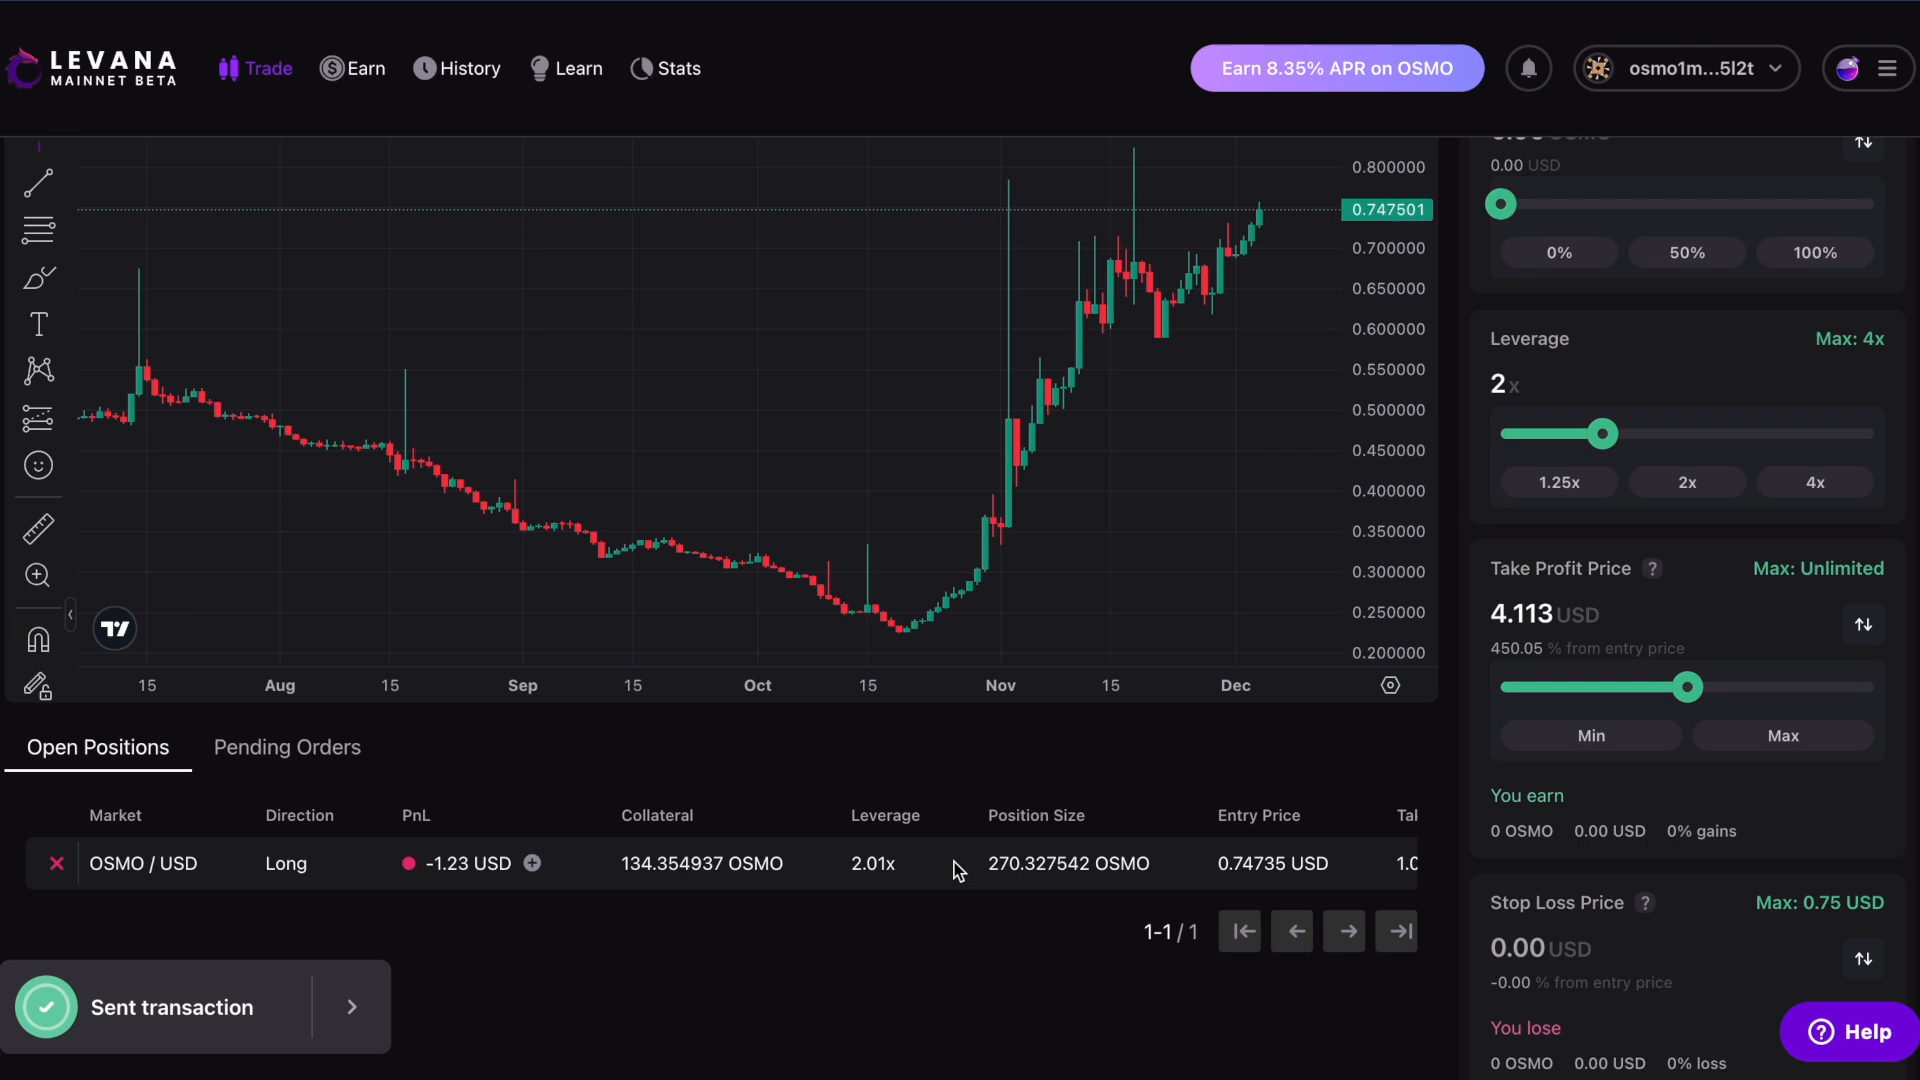 LEVANA
MAINNET BETA
Trade
Earn
History
Learn
Stats
Earn 8.35% APR on OSMO
osmo1m...5l2t
0.800000
0.747501
0.700000
0.650000
0.600000
0.550000
0.500000
0.450000
0.400000
0.350000
0.300000
0.250000
0.200000
15 Aug 15 Sep 15 Oct 15 Nov 15 Dec
0.00 USD
0% 50% 100%
Leverage Max: 4x
2x
1.25x 2x 4x
Take Profit Price ? Max: Unlimited
4.113 USD
450.05 % from entry price
Min Max
You earn
0 OSMO 0.00 USD 0% gains
Stop Loss Price ? Max: 0.75 USD
0.00 USD
-0.00 % from entry price
You lose
0 OSMO 0.00 USD 0% loss
Open Positions Pending Orders
Market Direction PnL Collateral Leverage Position Size Entry Price Tak
OSMO / USD Long -1.23 USD 134.354937 OSMO 2.01x 270.327542 OSMO 0.74735 USD
1-1 / 1
Sent transaction
Help